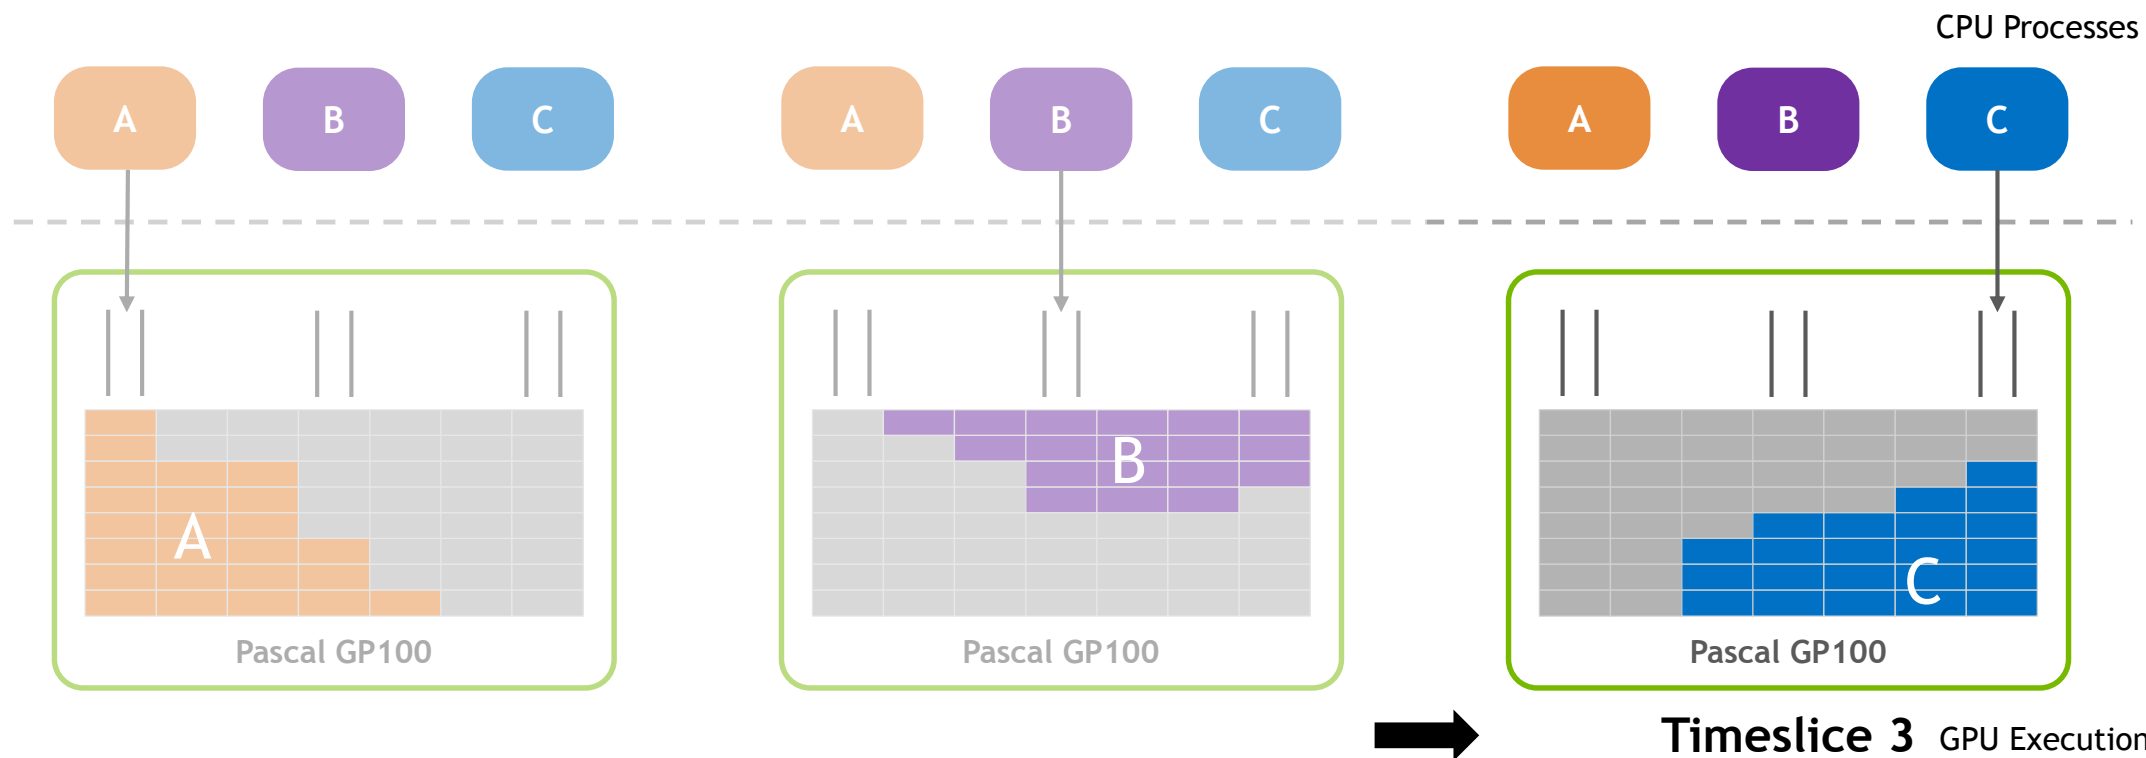 CPU Processes
A B C A B C A B C
A B C
Pascal GP100 Pascal GP100 Pascal GP100
Timeslice 3 GPU Execution